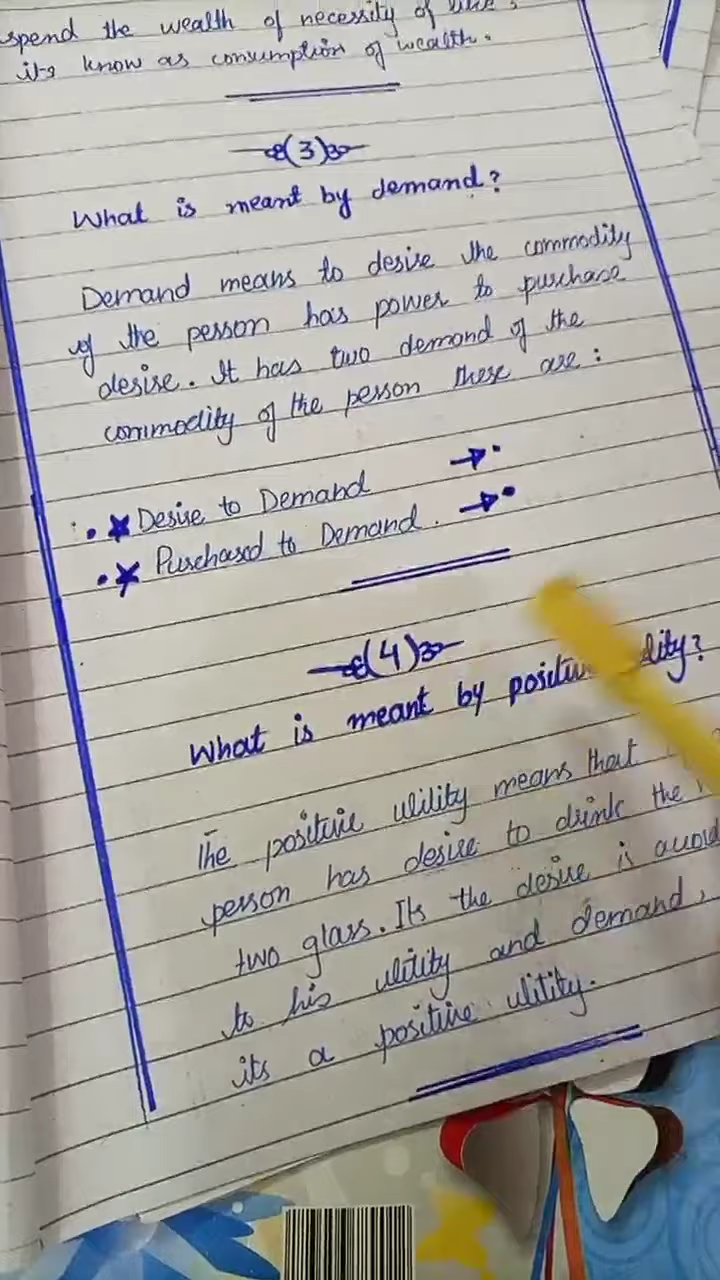 spend the wealth of necessity of
its know as consumption of wealth.
(3)
What is meant by demand?
Demand means to desire the commodity
of the person has power to purchase
desire. It has two demand of the
commodity of the person these are:
Desire to Demand
Purchased to Demand.
(4)
What is meant by
The positive utility means that
person has desire to drink the
two glass. Its the desire is
to his utility and demand,
its a positive utility.